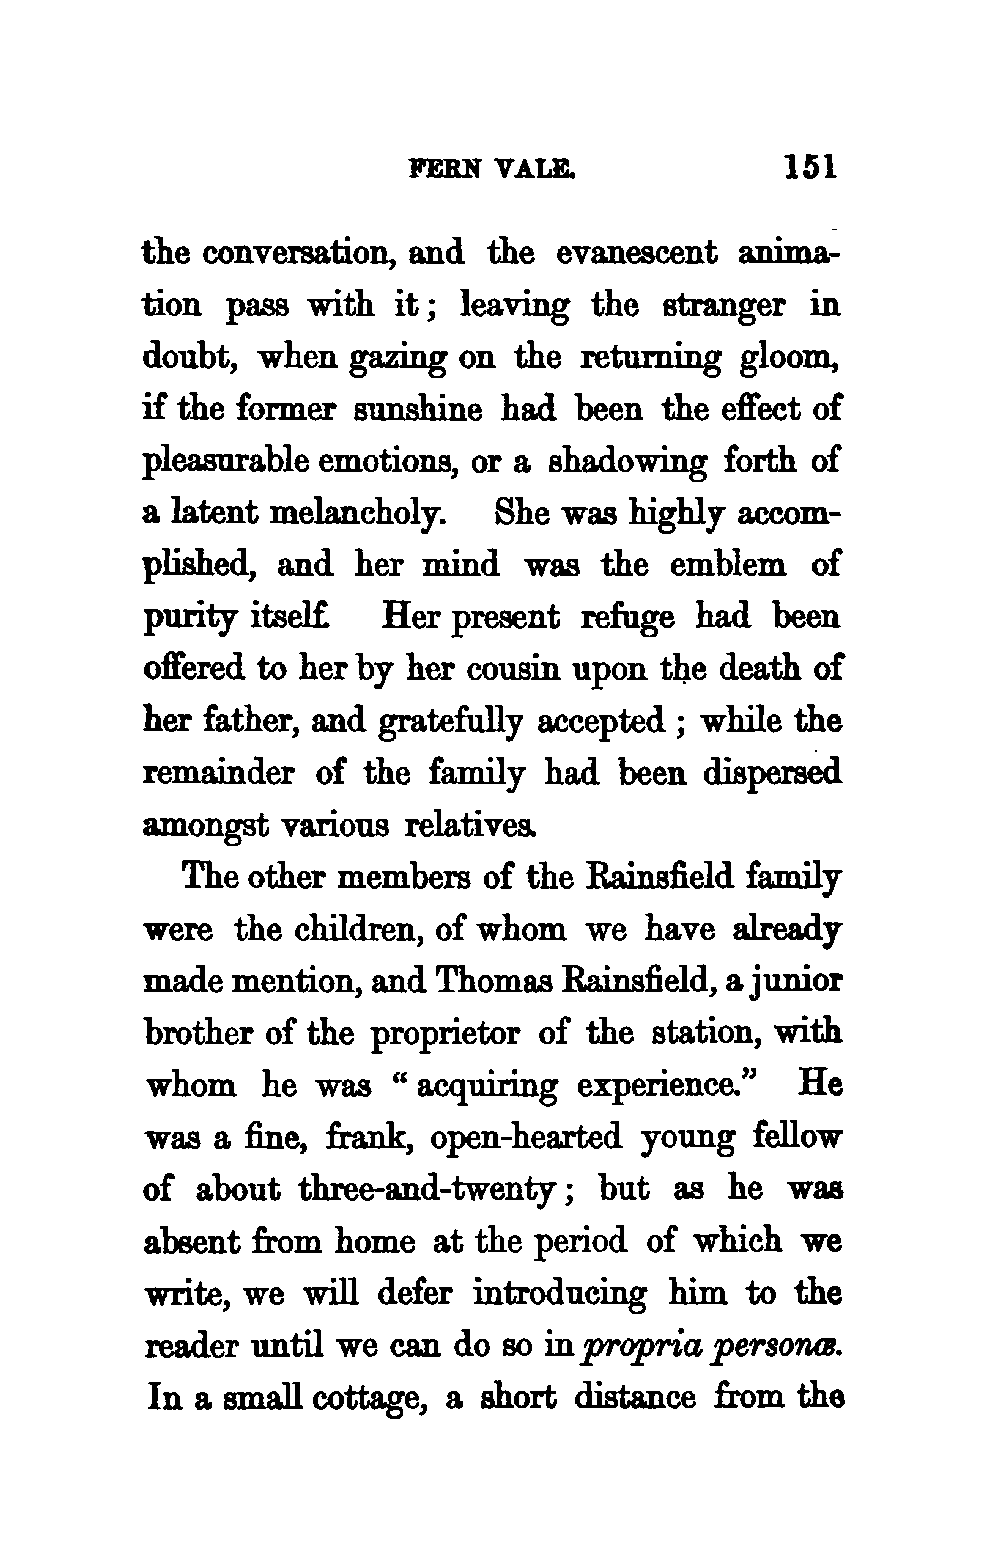 FERN VALE. 151
the conversation, and the evanescent anima-
tion pass with it; leaving the stranger in
doubt, when gazing on the returning gloom,
if the former sunshine had been the effect of
pleasurable emotions, or a shadowing forth of
a latent melancholy. She was highly accom-
plished, and her mind was the emblem of
purity itself. Her present refuge had been
offered to her by her cousin upon the death of
her father, and gratefully accepted; while the
remainder of the family had been dispersed
amongst various relatives.
The other members of the Rainsfield family
were the children, of whom we have already
made mention, and Thomas Rainsfield, a junior
brother of the proprietor of the station, with
whom he was "acquiring experience." He
was a fine, frank, open-hearted young fellow
of about three-and-twenty; but as he was
absent from home at the period of which we
write, we will defer introducing him to the
reader until we can do so in propria personœ.
In a small cottage, a short distance from the